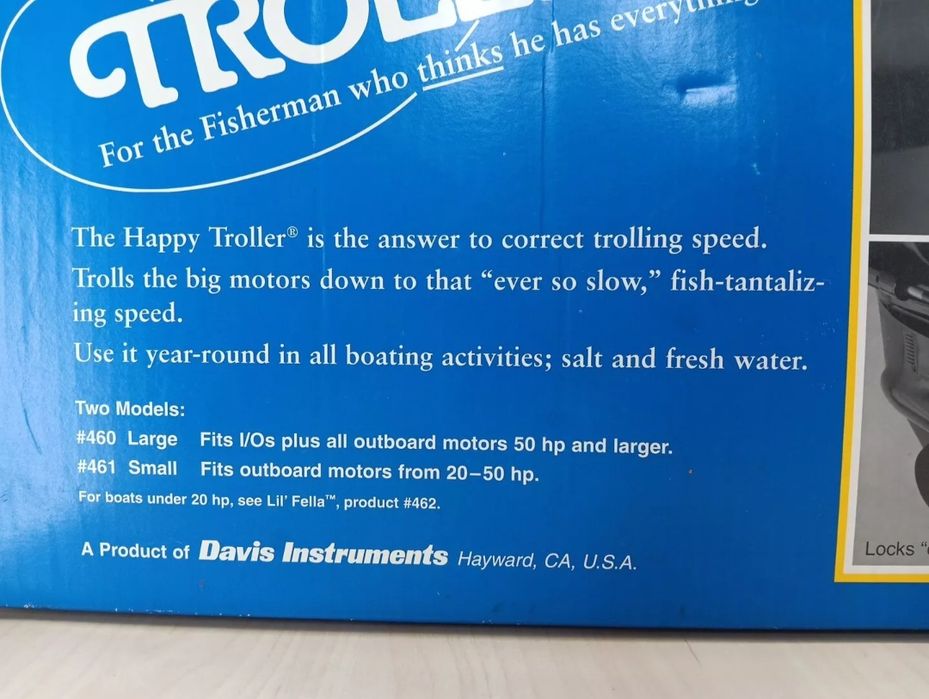 TROLL
For the Fisherman who thinks he has everything
The Happy Troller® is the answer to correct trolling speed.
Trolls the big motors down to that “ever so slow,” fish-tantaliz-
ing speed.
Use it year-round in all boating activities; salt and fresh water.
Two Models:
#460 Large Fits I/Os plus all outboard motors 50 hp and larger.
#461 Small Fits outboard motors from 20–50 hp.
For boats under 20 hp, see Lil’ Fella™, product #462.
A Product of Davis Instruments Hayward, CA, U.S.A.
Locks “